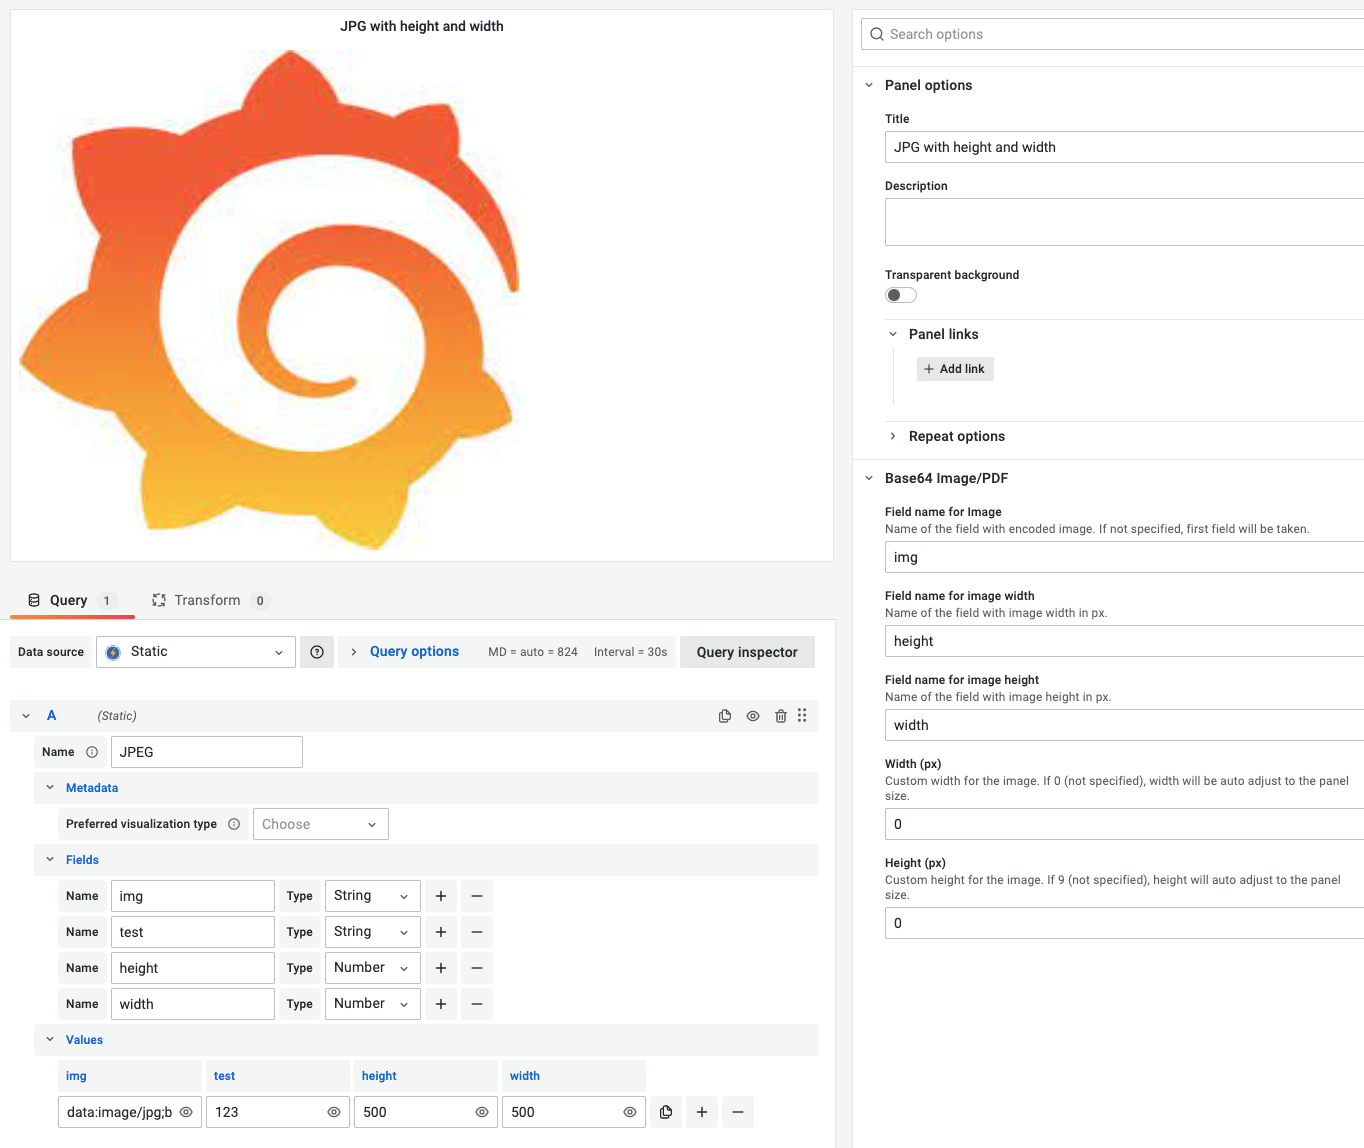 JPG with height and width
Query 1
Transform 0
Data source
Static
Query options
MD = auto = 824
Interval = 30s
Query inspector
A
(Static)
Name
JPEG
Metadata
Preferred visualization type
Choose
Fields
Name img Type String
Name test Type String
Name height Type Number
Name width Type Number
Values
img test height width
data:image/jpg;b 123 500 500
Search options
Panel options
Title
JPG with height and width
Description
Transparent background
Panel links
Add link
Repeat options
Base64 Image/PDF
Field name for Image
Name of the field with encoded image. If not specified, first field will be taken.
img
Field name for image width
Name of the field with image width in px.
height
Field name for image height
Name of the field with image height in px.
width
Width (px)
Custom width for the image. If 0 (not specified), width will be auto adjust to the panel
size.
0
Height (px)
Custom height for the image. If 9 (not specified), height will auto adjust to the panel
size.
0